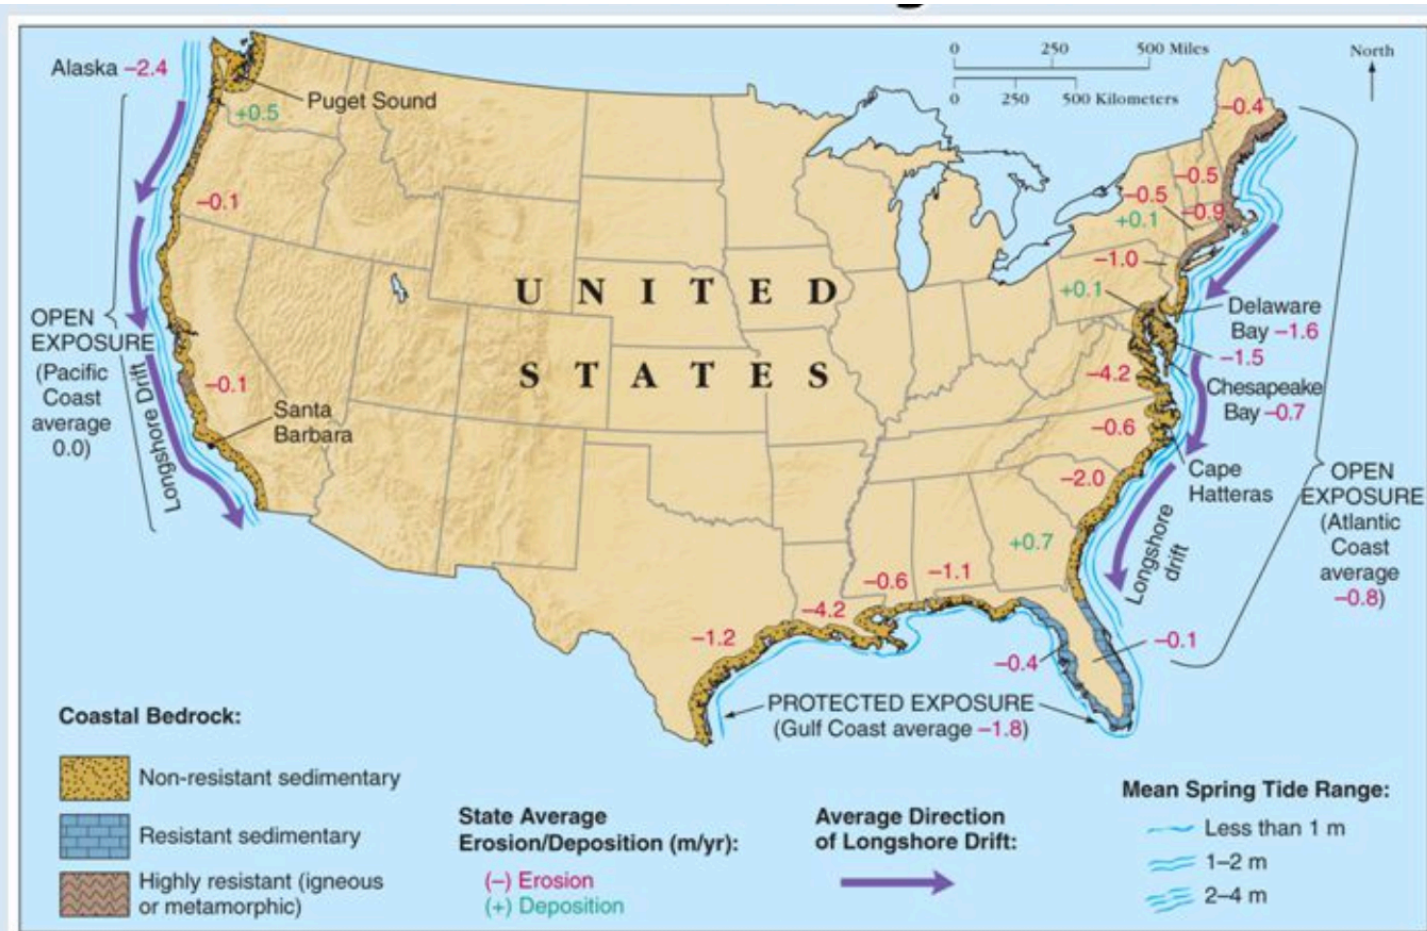 0 250 500 Miles
0 250 500 Kilometers
North
Alaska −2.4
Puget Sound
+0.5
−0.1
OPEN
EXPOSURE
(Pacific
Coast
average
0.0)
Longshore Drift
−0.1
Santa
Barbara
UNITED
STATES
−0.4
−0.5
−0.5
+0.1
−0.9
−1.0
+0.1
Delaware
Bay −1.6
−1.5
−4.2
Chesapeake
Bay −0.7
−0.6
Cape
Hatteras
−2.0
OPEN
EXPOSURE
(Atlantic
Coast
average
−0.8)
Longshore
drift
+0.7
−1.1
−0.6
−4.2
−1.2
−0.1
−0.4
PROTECTED EXPOSURE
(Gulf Coast average −1.8)
Coastal Bedrock:
Non-resistant sedimentary
Resistant sedimentary
Highly resistant (igneous
or metamorphic)
State Average
Erosion/Deposition (m/yr):
(−) Erosion
(+) Deposition
Average Direction
of Longshore Drift:
Mean Spring Tide Range:
Less than 1 m
1–2 m
2–4 m